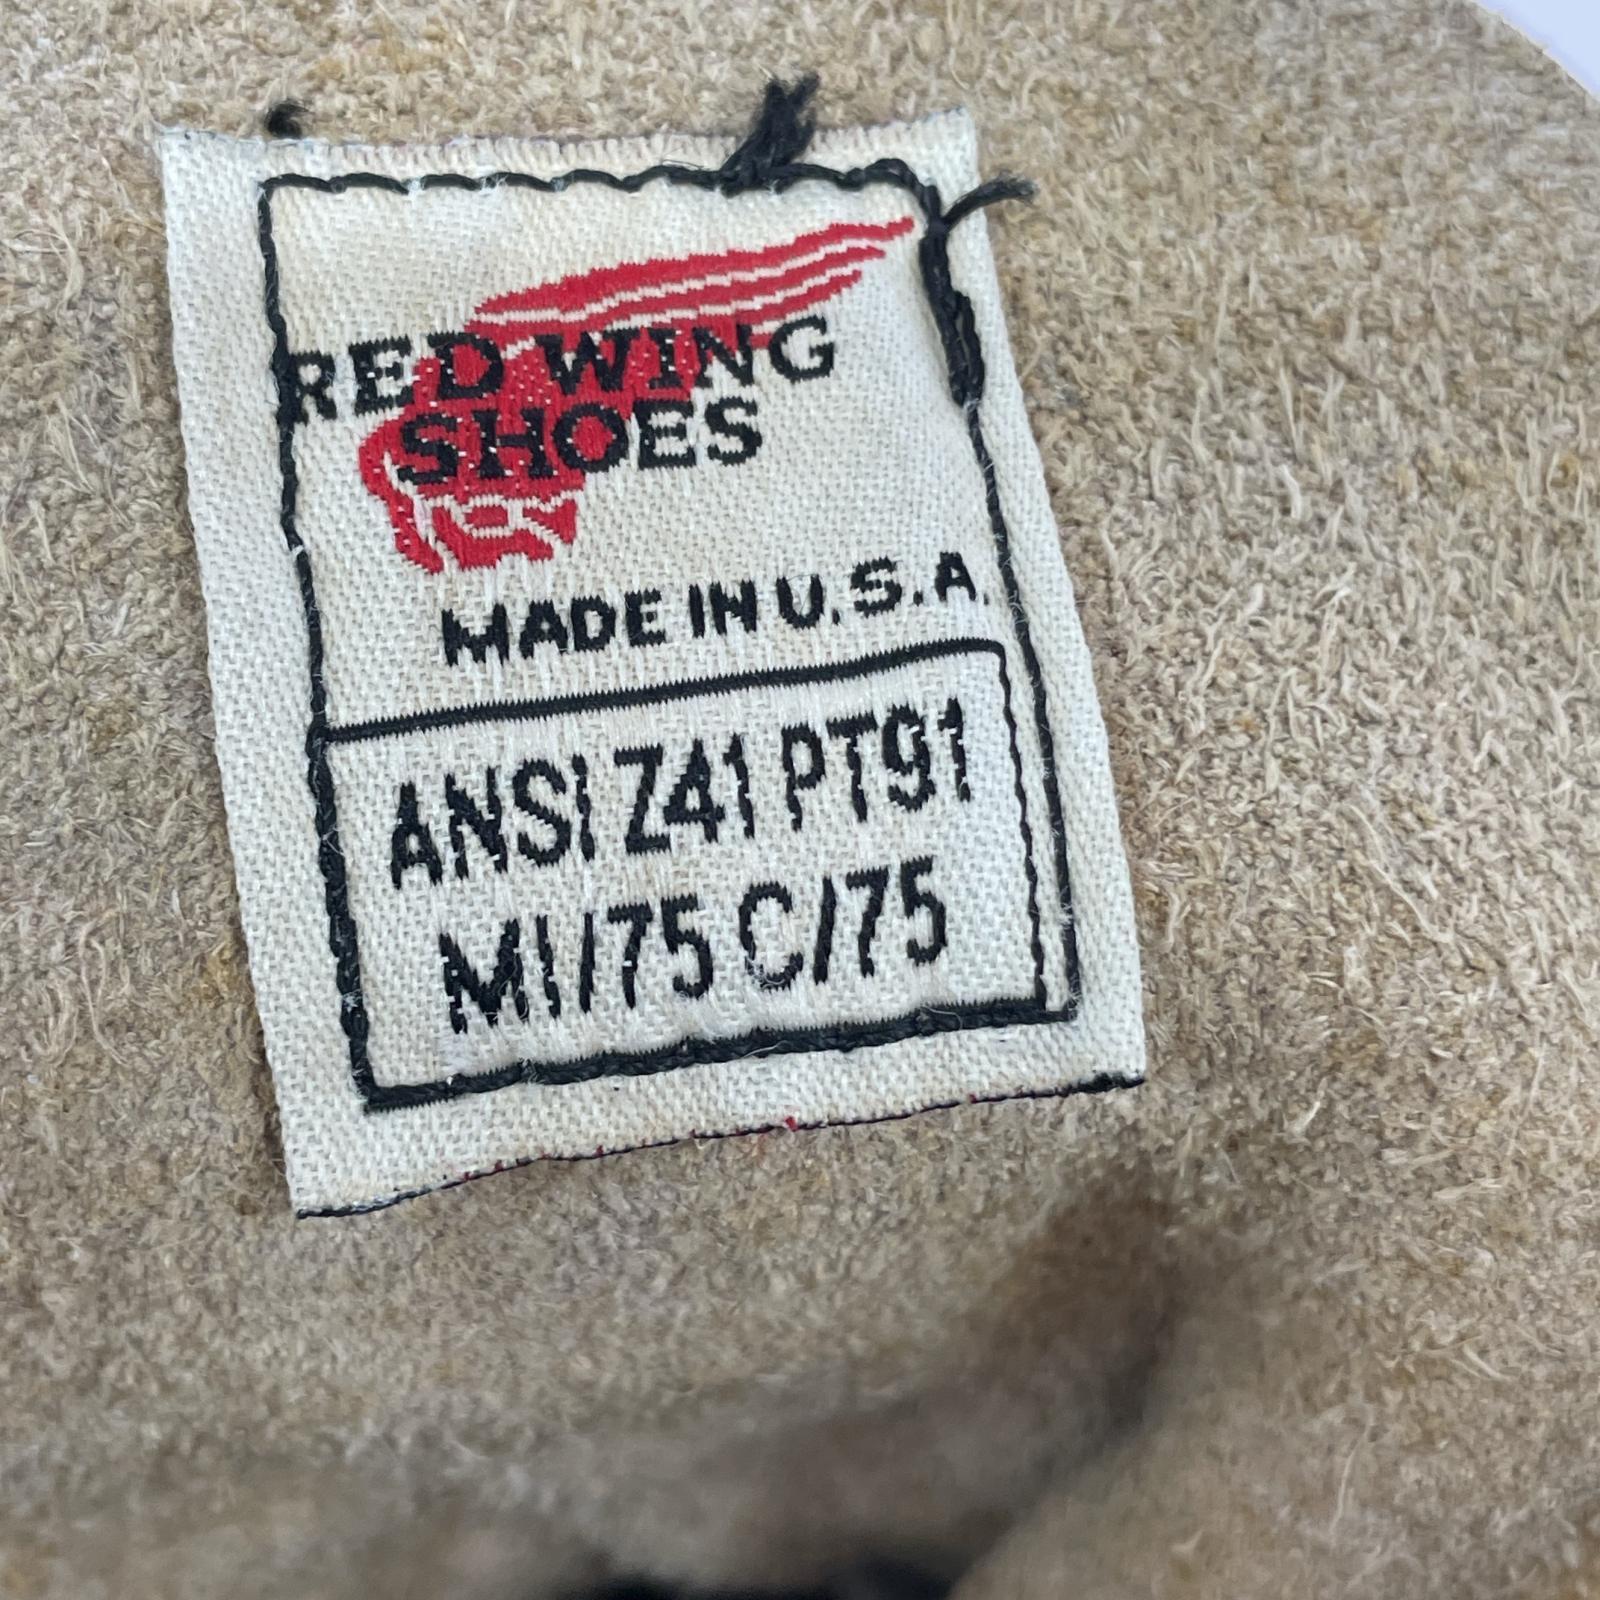 RED WING
SHOES
MADE IN U.S.A.
ANSI Z41 PT91
MI/75 C/75